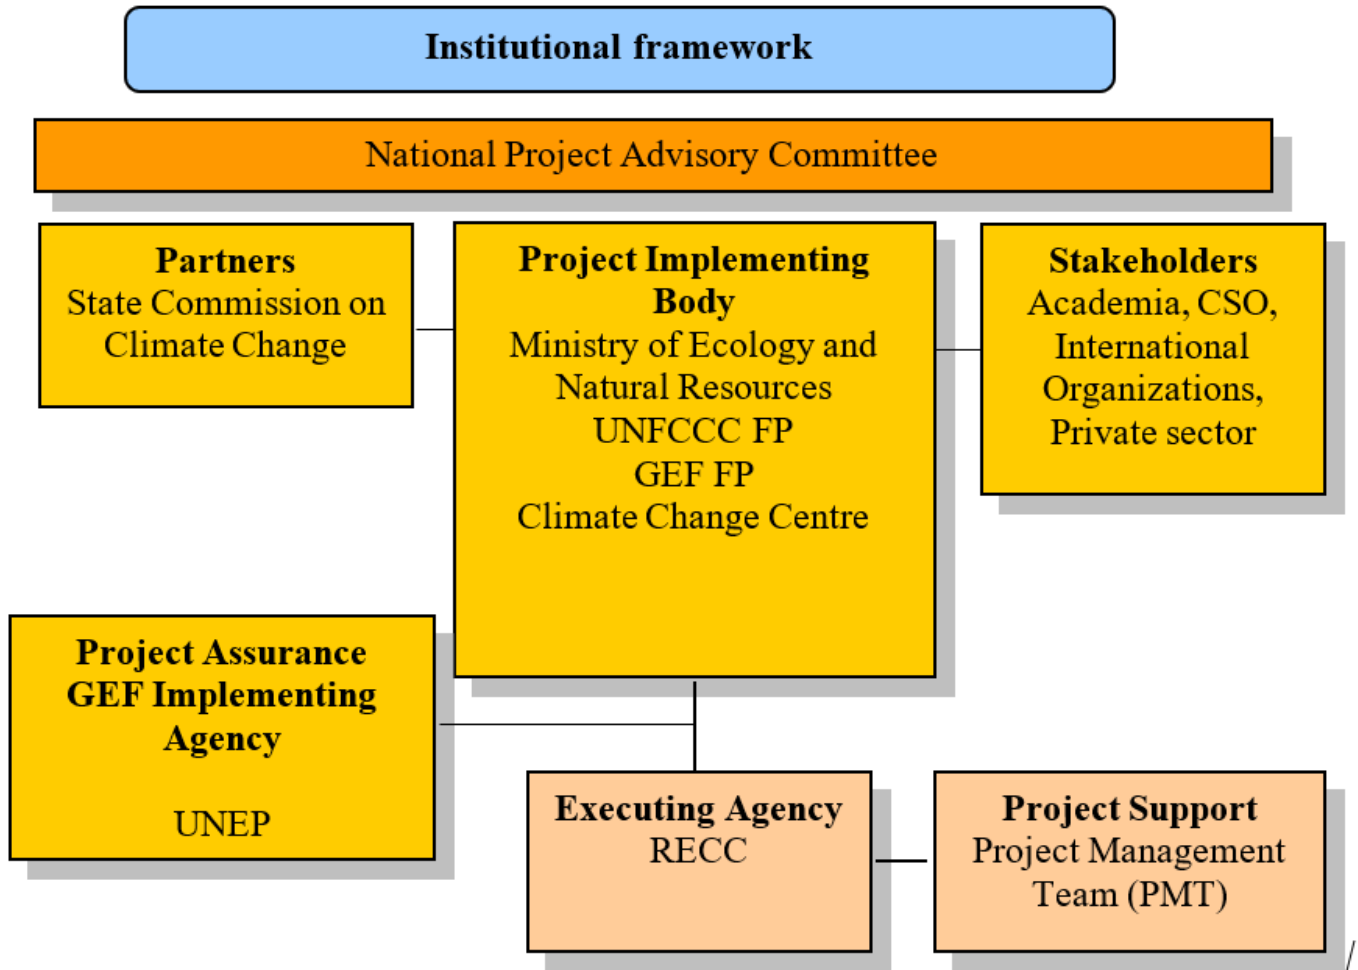 Institutional framework
National Project Advisory Committee
Partners
State Commission on
Climate Change
Project Implementing
Body
Ministry of Ecology and
Natural Resources
UNFCCC FP
GEF FP
Climate Change Centre
Stakeholders
Academia, CSO,
International
Organizations,
Private sector
Project Assurance
GEF Implementing
Agency
UNEP
Executing Agency
RECC
Project Support
Project Management
Team (PMT)
/